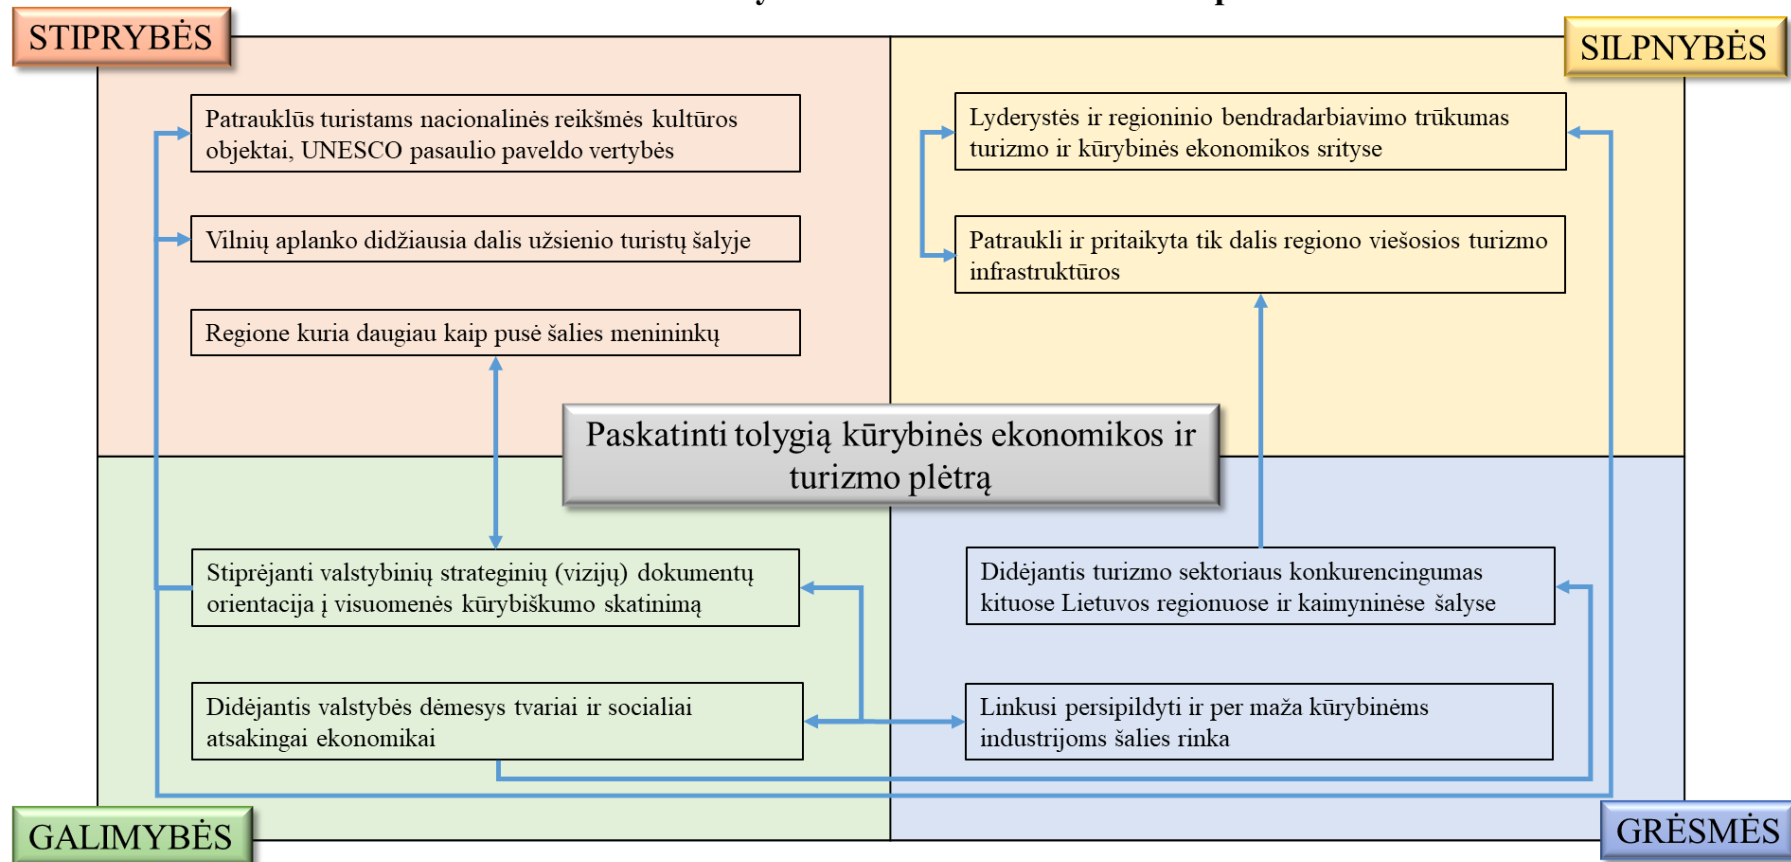 STIPRYBĖS
SILPNYBĖS
Patrauklūs turistams nacionalinės reikšmės kultūros
objektai, UNESCO pasaulio paveldo vertybės
Vilnių aplanko didžiausia dalis užsienio turistų šalyje
Regione kuria daugiau kaip pusė šalies menininkų
Lyderystės ir regioninio bendradarbiavimo trūkumas
turizmo ir kūrybinės ekonomikos srityse
Patraukli ir pritaikyta tik dalis regiono viešosios turizmo
infrastruktūros
Paskatinti tolygią kūrybinės ekonomikos ir
turizmo plėtrą
Stiprėjanti valstybinių strateginių (vizijų) dokumentų
orientacija į visuomenės kūrybiškumo skatinimą
Didėjantis valstybės dėmesys tvariai ir socialiai
atsakingai ekonomikai
Didėjantis turizmo sektoriaus konkurencingumas
kituose Lietuvos regionuose ir kaimyninėse šalyse
Linkusi persipildyti ir per maža kūrybinėms
industrijoms šalies rinka
GALIMYBĖS
GRĖSMĖS